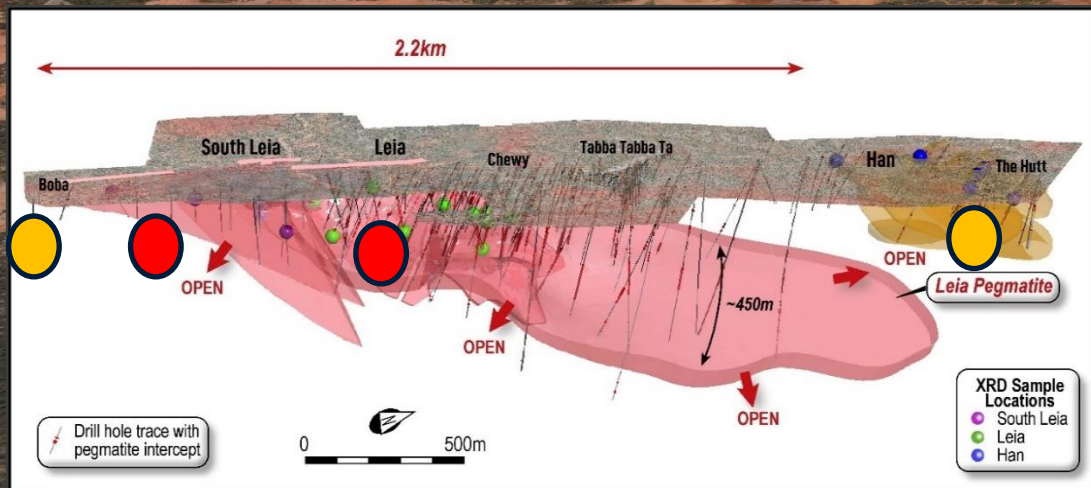 2.2km
South Leia
Leia
Chewy
Tabba Tabba Ta
Han
The Hutt
Boba
OPEN
OPEN
OPEN
OPEN
Leia Pegmatite
~450m
Drill hole trace with
pegmatite intercept
N
0
500m
XRD Sample
Locations
South Leia
Leia
Han